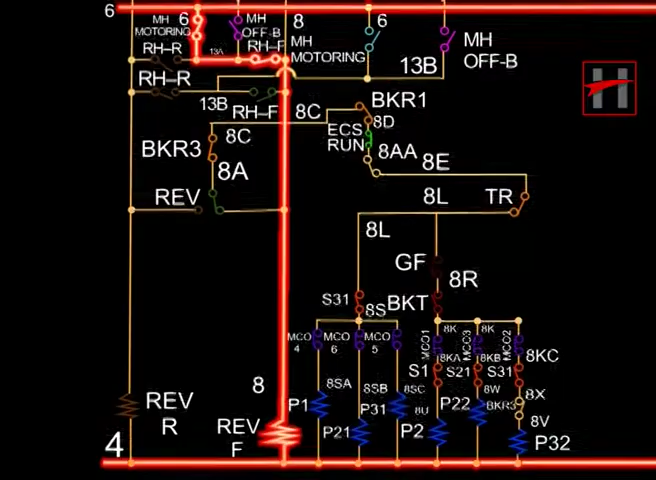 6
MH
MOTORING
6
13A
MH
OFF-B
8
6
RH–R
RH–F
MH
MOTORING
MH
OFF-B
13B
RH–R
13B
RH–F
8C
BKR1
8D
ECS
RUN
8C
BKR3
8A
8AA
8E
REV
8L
TR
8L
GF
8R
S31
8S
BKT
MCO
4
MCO
6
MCO
5
MCO1
8K
MCO3
8K
MCO2
8KA
8KB
8KC
S1
S21
S31
8
8SA
8SB
8SC
8W
8X
REV
R
REV
F
P1
P31
8U
P22
BKR3
8V
P21
P2
P32
4